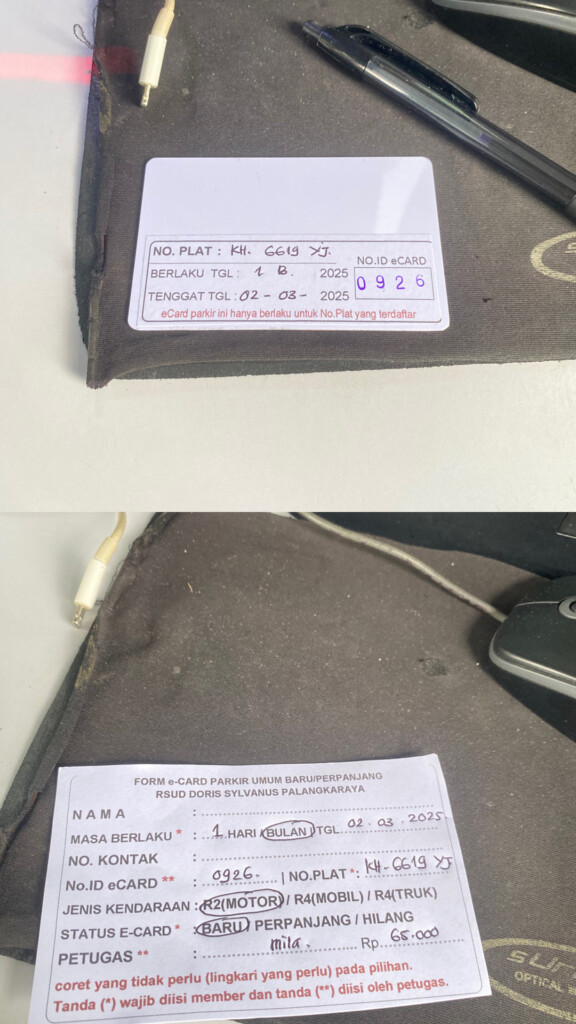 NO. PLAT : KH. 6619 YJ.
BERLAKU TGL : 1 B. 2025
NO.ID eCARD
0926
TENGGAT TGL : 02 - 03 - 2025
eCard parkir ini hanya berlaku untuk No.Plat yang terdaftar
FORM e-CARD PARKIR UMUM BARU/PERPANJANG
RSUD DORIS SYLVANUS PALANGKARAYA
N A M A :
MASA BERLAKU * : 1 HARI (BULAN) TGL 02. 03. 2025
NO. KONTAK :
No.ID eCARD ** : 0926. | NO.PLAT *: KH-6619 YJ
JENIS KENDARAAN : R2(MOTOR) / R4(MOBIL) / R4(TRUK)
STATUS E-CARD * : BARU / PERPANJANG / HILANG
PETUGAS ** : mila. Rp. 65.000
coret yang tidak perlu (lingkari yang perlu) pada pilihan.
Tanda (*) wajib diisi member dan tanda (**) diisi oleh petugas.
OPTICAL